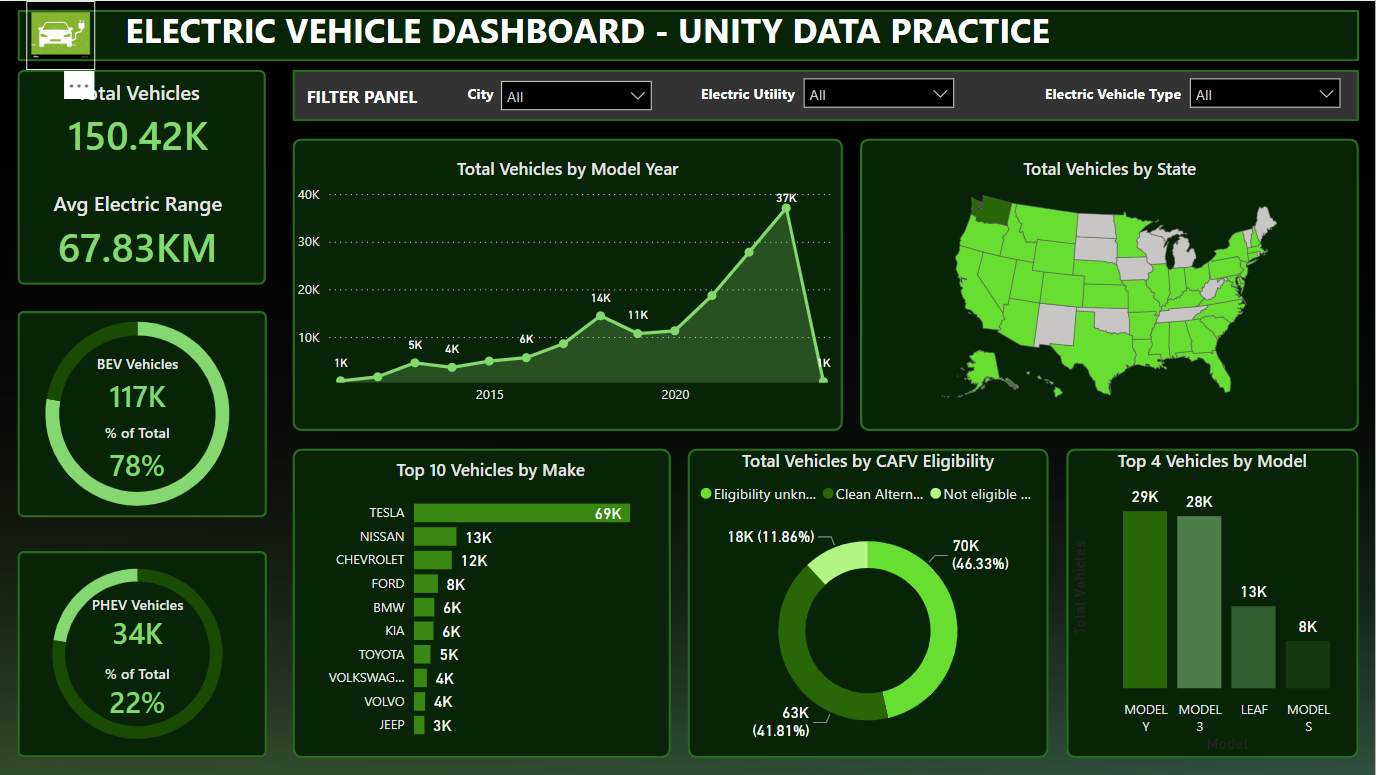 ELECTRIC VEHICLE DASHBOARD - UNITY DATA PRACTICE
Total Vehicles
150.42K
Avg Electric Range
67.83KM
FILTER PANEL
City
All
Electric Utility
All
Electric Vehicle Type
All
Total Vehicles by Model Year
40K
30K
20K
10K
1K
5K
4K
6K
14K
11K
37K
1K
2015
2020
Total Vehicles by State
BEV Vehicles
117K
% of Total
78%
PHEV Vehicles
34K
% of Total
22%
Top 10 Vehicles by Make
TESLA 69K
NISSAN 13K
CHEVROLET 12K
FORD 8K
BMW 6K
KIA 6K
TOYOTA 5K
VOLKSWAG... 4K
VOLVO 4K
JEEP 3K
Total Vehicles by CAFV Eligibility
Eligibility unkn... Clean Altern... Not eligible ...
18K (11.86%)
70K
(46.33%)
63K
(41.81%)
Top 4 Vehicles by Model
Total Vehicles
29K
28K
13K
8K
MODEL Y
MODEL 3
LEAF
MODEL S
Model